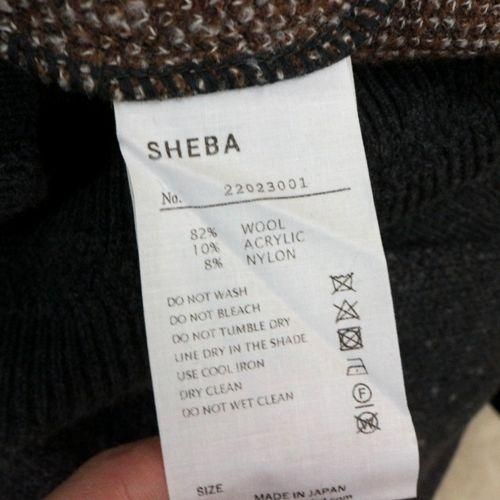 SHEBA
No. 22023001
82% WOOL
10% ACRYLIC
8% NYLON
DO NOT WASH
DO NOT BLEACH
DO NOT TUMBLE DRY
LINE DRY IN THE SHADE
USE COOL IRON
DRY CLEAN
DO NOT WET CLEAN
F
W
SIZE
MADE IN JAPAN